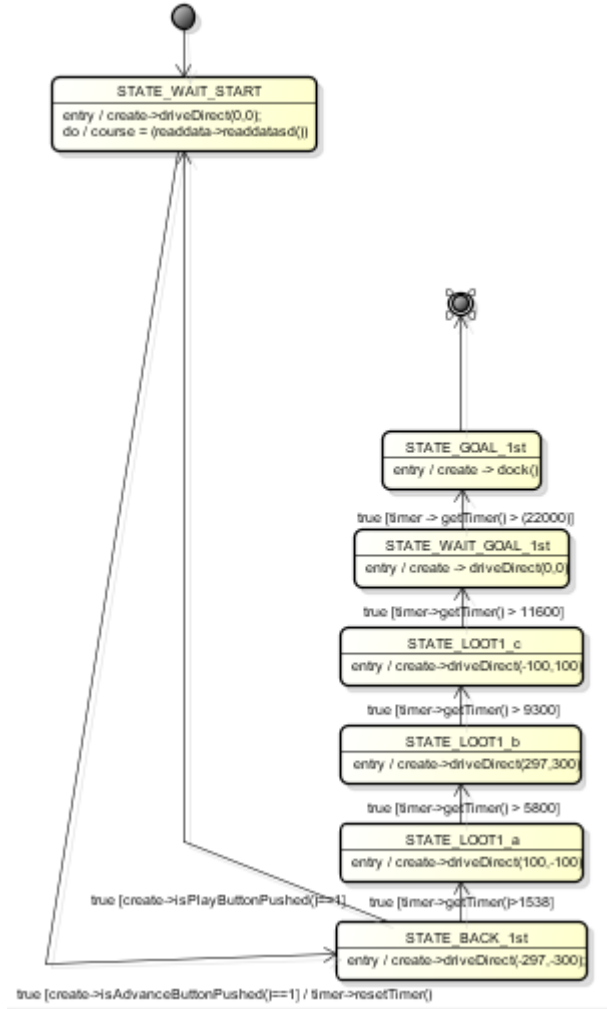 STATE_WAIT_START
entry / create->driveDirect(0,0);
do / course = (readdata->readdatasd())
STATE_GOAL_1st
entry / create -> dock()
true [timer -> getTimer() > (22000)]
STATE_WAIT_GOAL_1st
entry / create -> driveDirect(0,0)
true [timer->getTimer() > 11600]
STATE_LOOT1_c
entry / create->driveDirect(-100,100)
true [timer->getTimer() > 9300]
STATE_LOOT1_b
entry / create->driveDirect(297,300)
true [timer->getTimer() > 5800]
STATE_LOOT1_a
entry / create->driveDirect(100,-100)
true [create->isPlayButtonPushed()==1]
true [timer->getTimer()>1538]
STATE_BACK_1st
entry / create->driveDirect(-297,-300);
true [create->isAdvanceButtonPushed()==1] / timer->resetTimer()